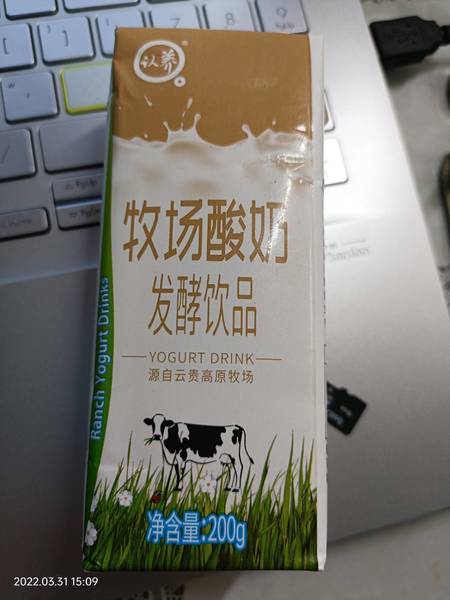 认养
牧场酸奶
发酵饮品
YOGURT DRINK
源自云贵高原牧场
Ranch Yogurt Drinks
净含量:200g
2022.03.31 15:09